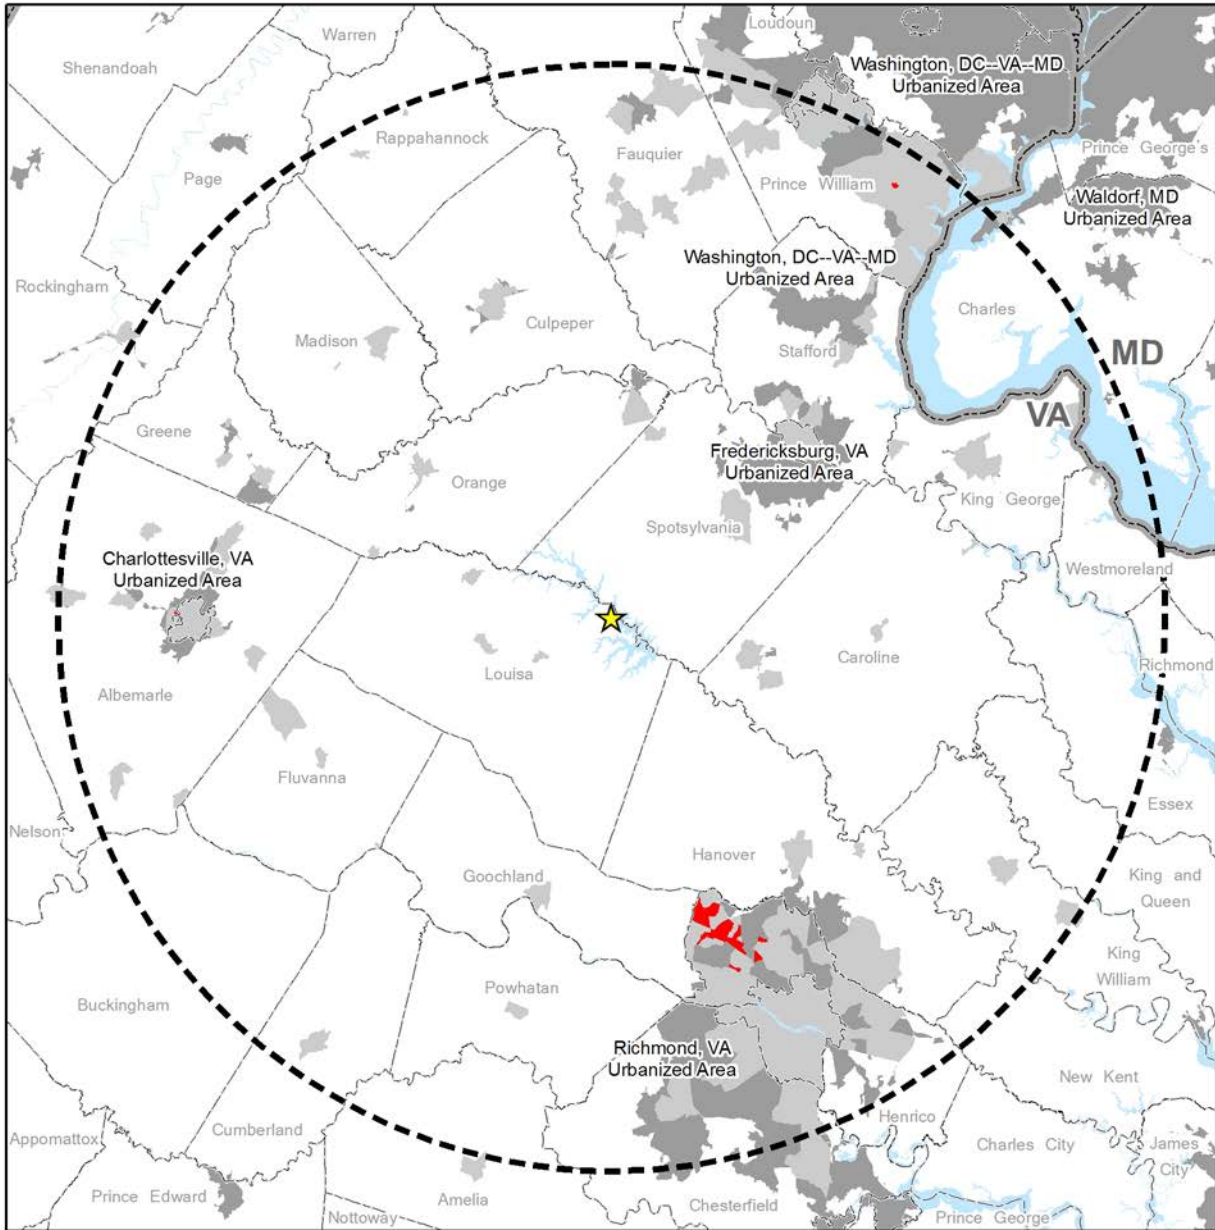 Loudoun
Warren
Shenandoah
Washington, DC--VA--MD
Urbanized Area
Rappahannock
Fauquier
Prince George's
Page
Prince William
Waldorf, MD
Urbanized Area
Washington, DC--VA--MD
Urbanized Area
Rockingham
Charles
Culpeper
Madison
Stafford
MD
VA
Greene
Fredericksburg, VA
Urbanized Area
Orange
King George
Spotsylvania
Charlottesville, VA
Urbanized Area
Westmoreland
Caroline
Richmond
Louisa
Albemarle
Fluvanna
Essex
Nelson
Hanover
Goochland
King and
Queen
King
William
Powhatan
Buckingham
Richmond, VA
Urbanized Area
New Kent
Henrico
Cumberland
Appomattox
Charles City
James
City
Prince Edward
Amelia
Chesterfield
Nottoway
Prince George